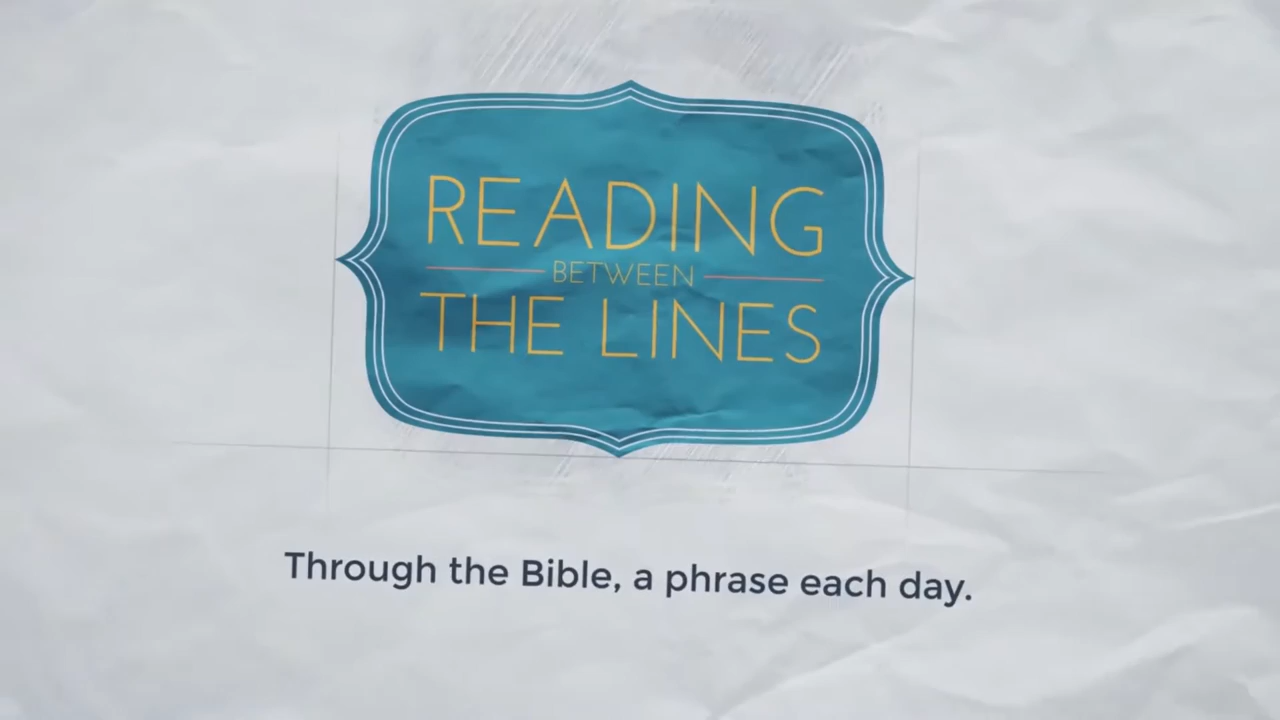 READING
BETWEEN
THE LINES
Through the Bible, a phrase each day.